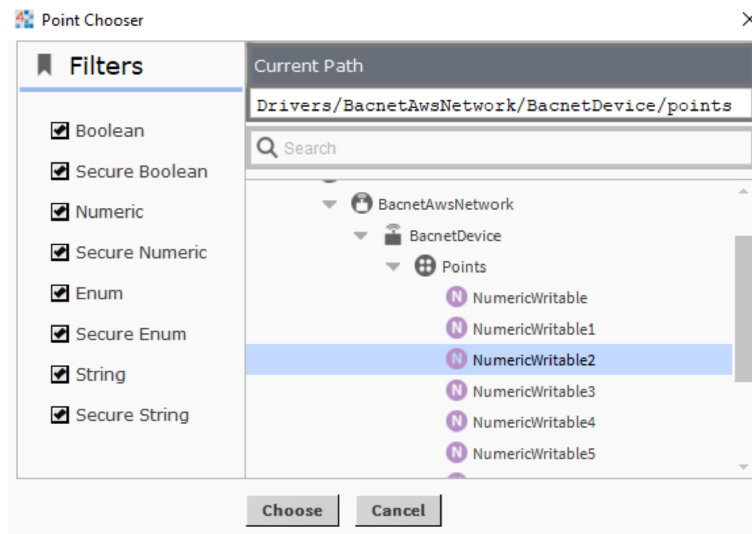 Point Chooser
Filters
Boolean
Secure Boolean
Numeric
Secure Numeric
Enum
Secure Enum
String
Secure String
Current Path
Drivers/BacnetAwsNetwork/BacnetDevice/points
Search
BacnetAwsNetwork
BacnetDevice
Points
N NumericWritable
N NumericWritable1
N NumericWritable2
N NumericWritable3
N NumericWritable4
N NumericWritable5
Choose
Cancel